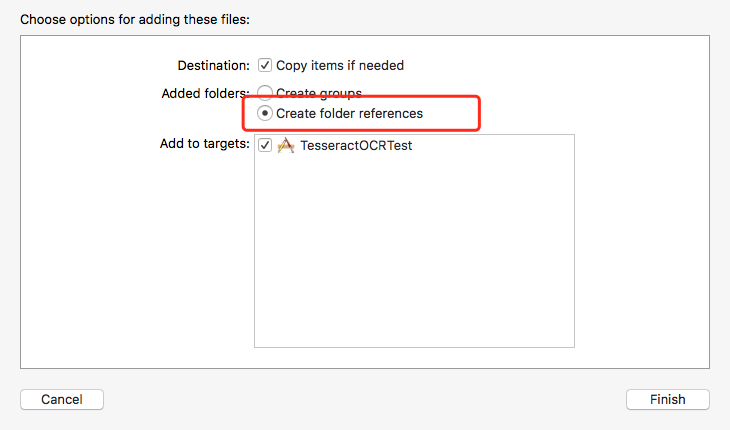 Choose options for adding these files:
Destination: Copy items if needed
Added folders: Create groups
Create folder references
Add to targets: TesseractOCRTest
Cancel Finish